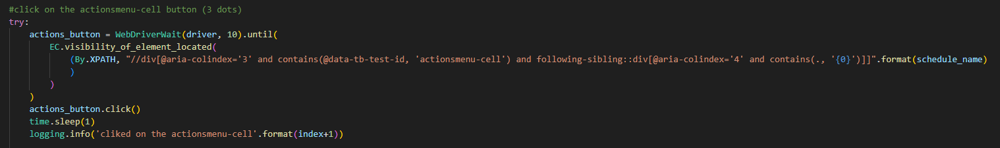 #click on the actionsmenu-cell button (3 dots)
try:
    actions_button = WebDriverWait(driver, 10).until(
        EC.visibility_of_element_located(
            (By.XPATH, "//div[@aria-colindex='3' and contains(@data-tb-test-id, 'actionsmenu-cell') and following-sibling::div[@aria-colindex='4' and contains(., '{0}')]]".format(schedule_name)
            )
        )
    )
    actions_button.click()
    time.sleep(1)
    logging.info('cliked on the actionsmenu-cell'.format(index+1))